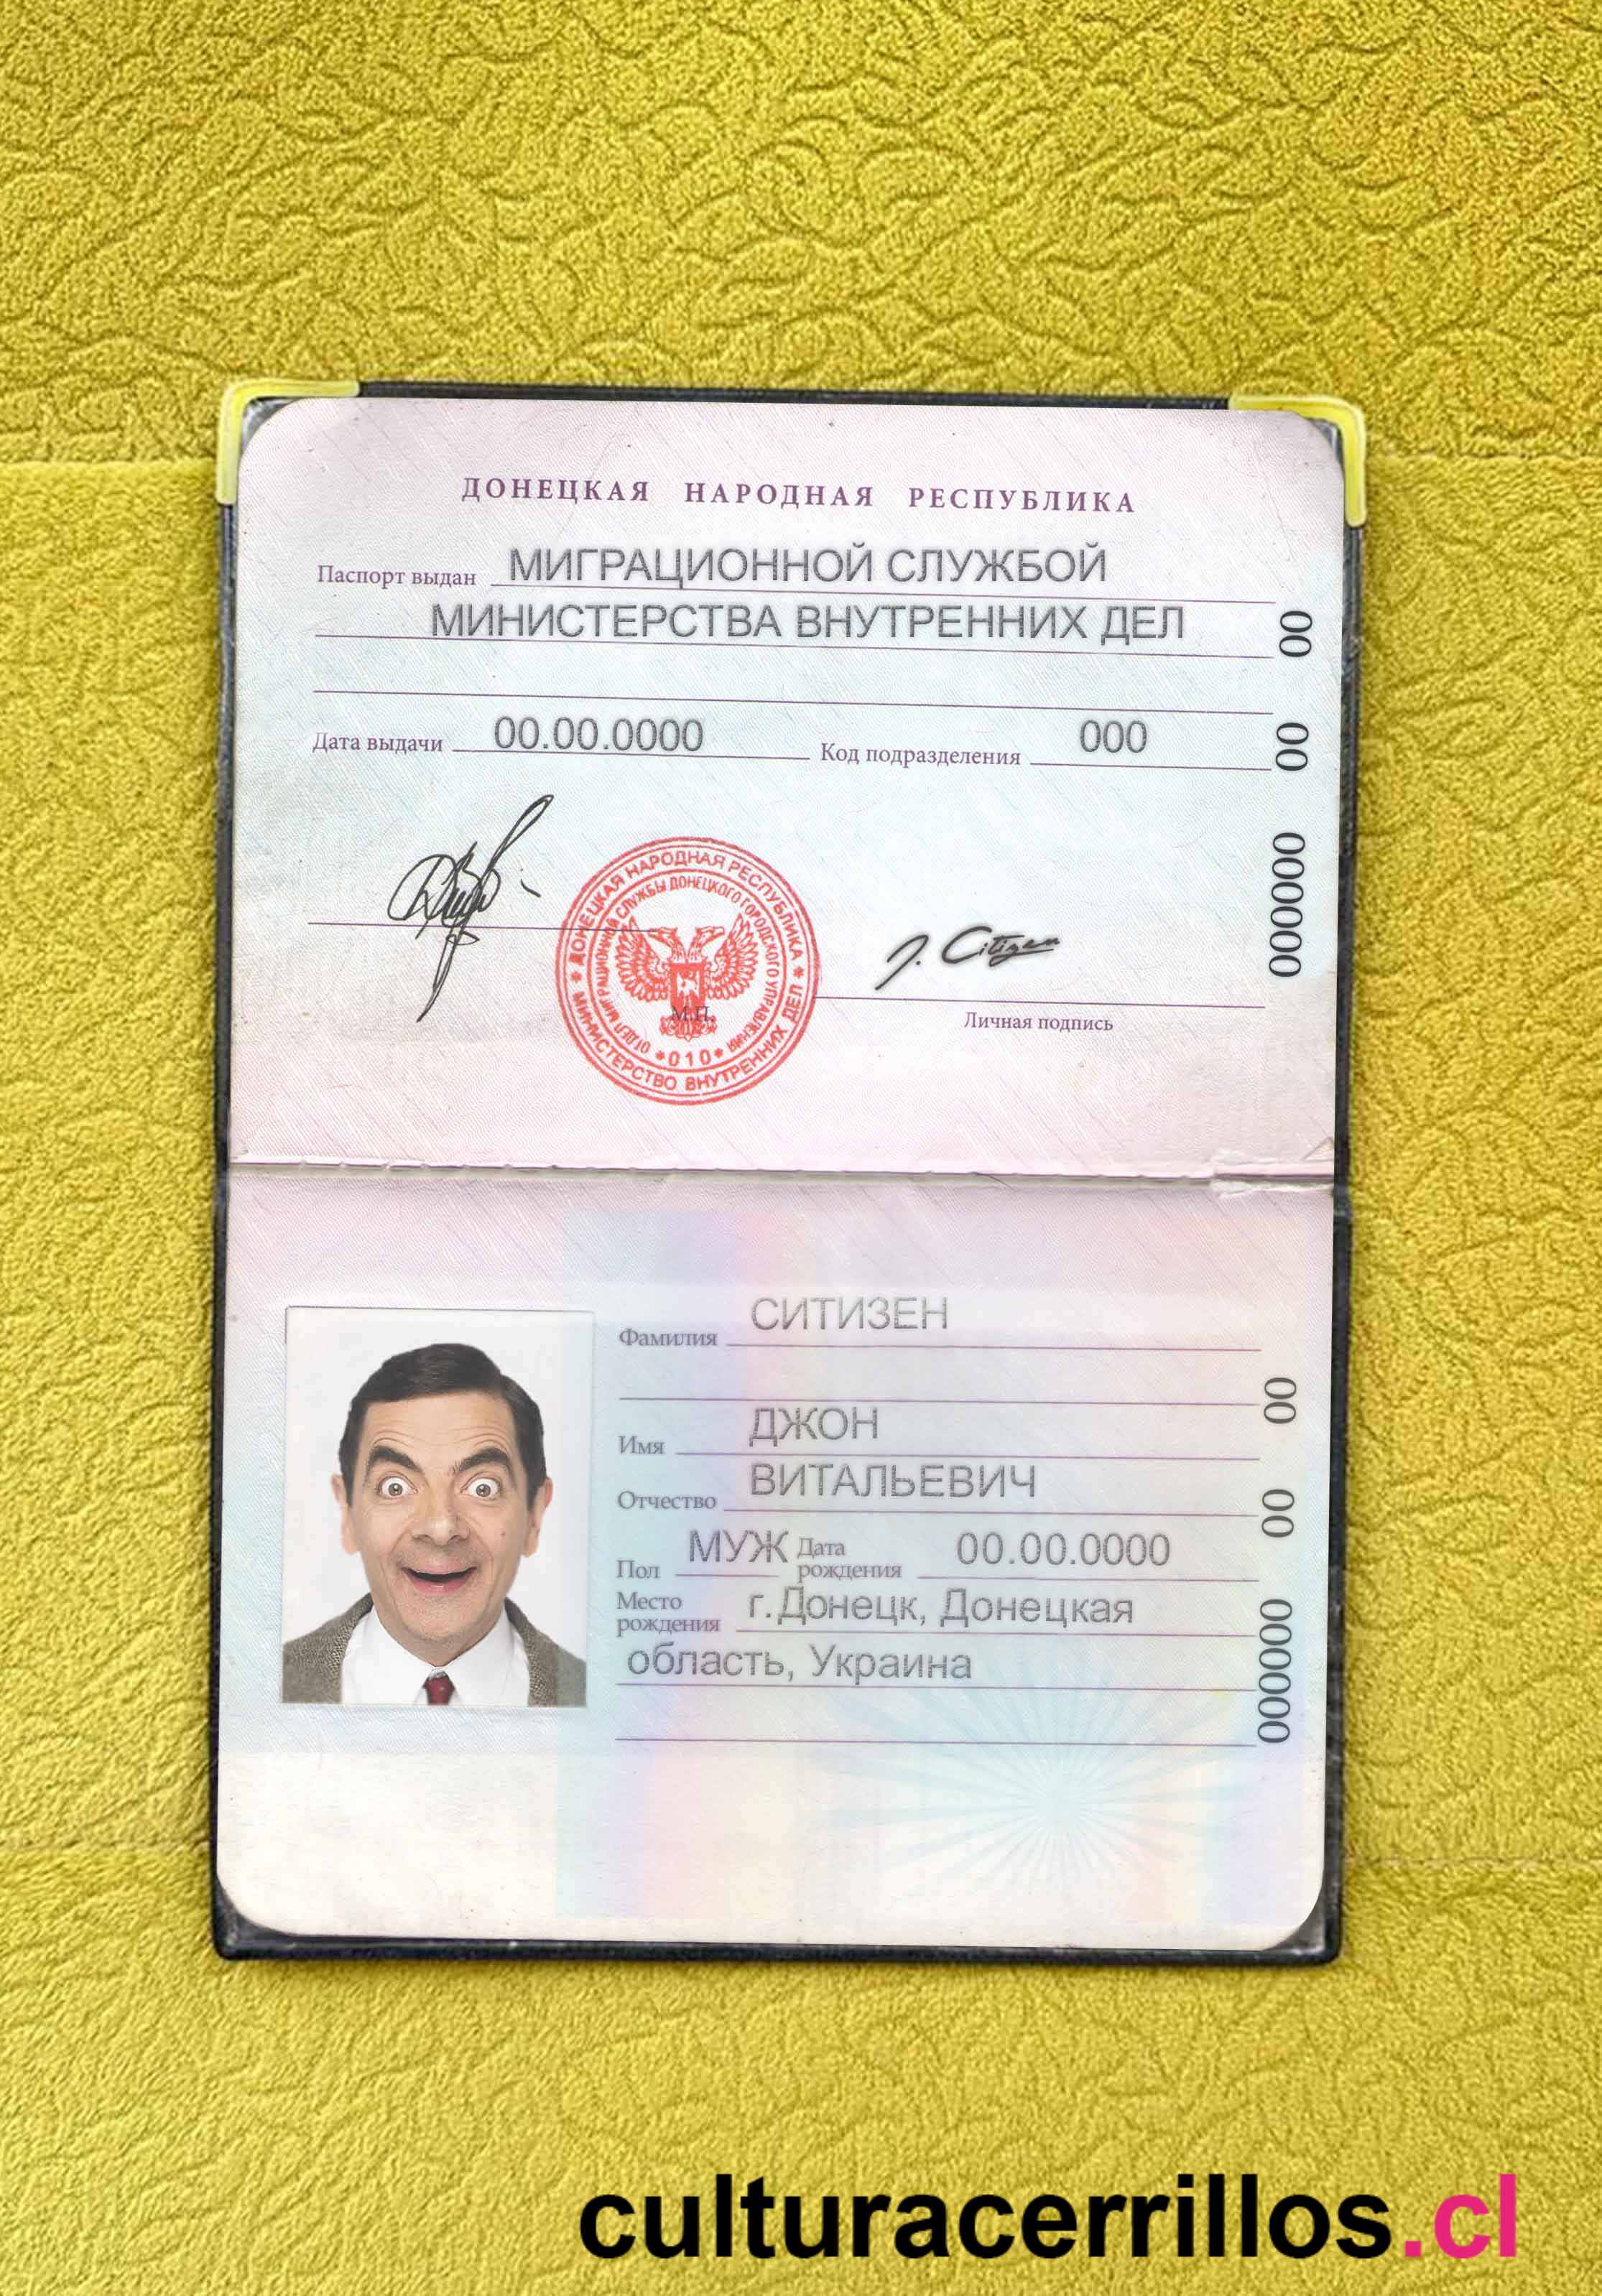 ДОНЕЦКАЯ НАРОДНАЯ РЕСПУБЛИКА
Паспорт выдан МИГРАЦИОННОЙ СЛУЖБОЙ
МИНИСТЕРСТВА ВНУТРЕННИХ ДЕЛ
Дата выдачи 00.00.0000 Код подразделения 000
00 00 000000
ДОНЕЦКАЯ НАРОДНАЯ РЕСПУБЛИКА
МИНИСТЕРСТВО ВНУТРЕННИХ ДЕЛ
ОТДЕЛ МИГРАЦИОННОЙ СЛУЖБЫ ДОНЕЦКОГО ГОРОДСКОГО УПРАВЛЕНИЯ
*010*
М.П.
J. Citizen
Личная подпись
Фамилия СИТИЗЕН
Имя ДЖОН
Отчество ВИТАЛЬЕВИЧ
Пол МУЖ Дата рождения 00.00.0000
Место рождения г.Донецк, Донецкая
область, Украина
00 00 000000
culturacerrillos.cl